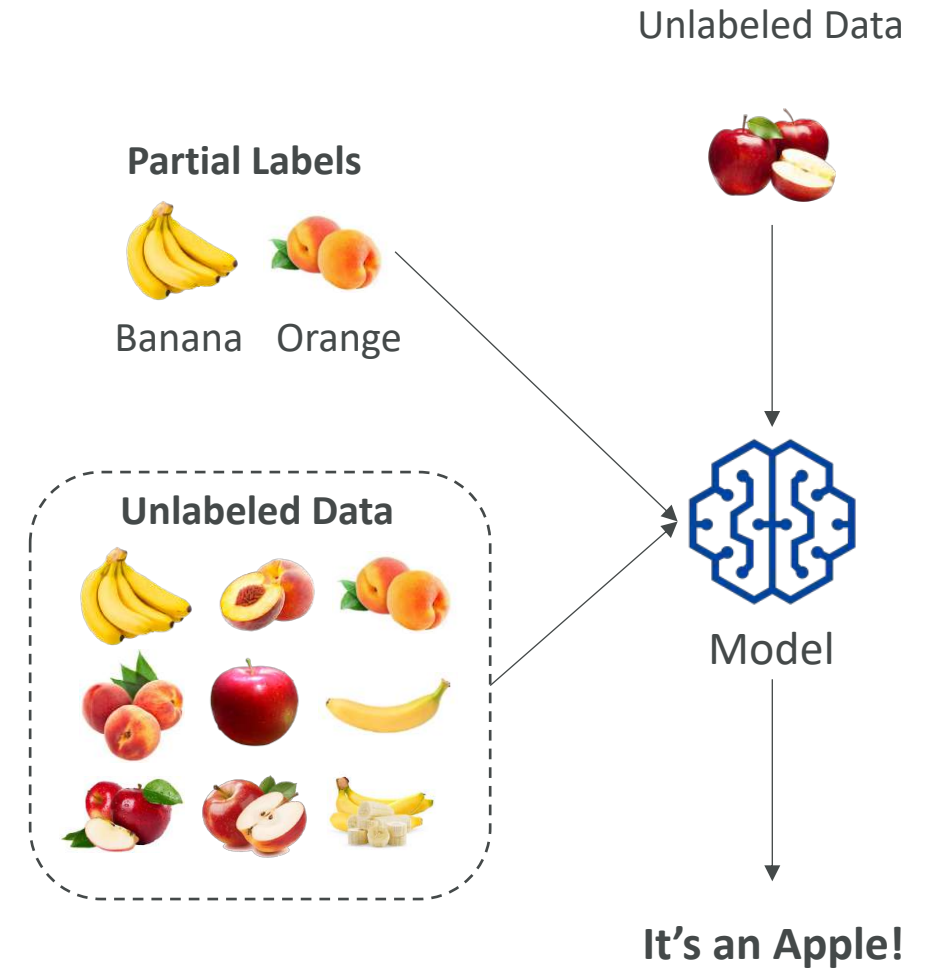 Unlabeled Data
Partial Labels
Banana
Orange
Unlabeled Data
Model
It's an Apple!